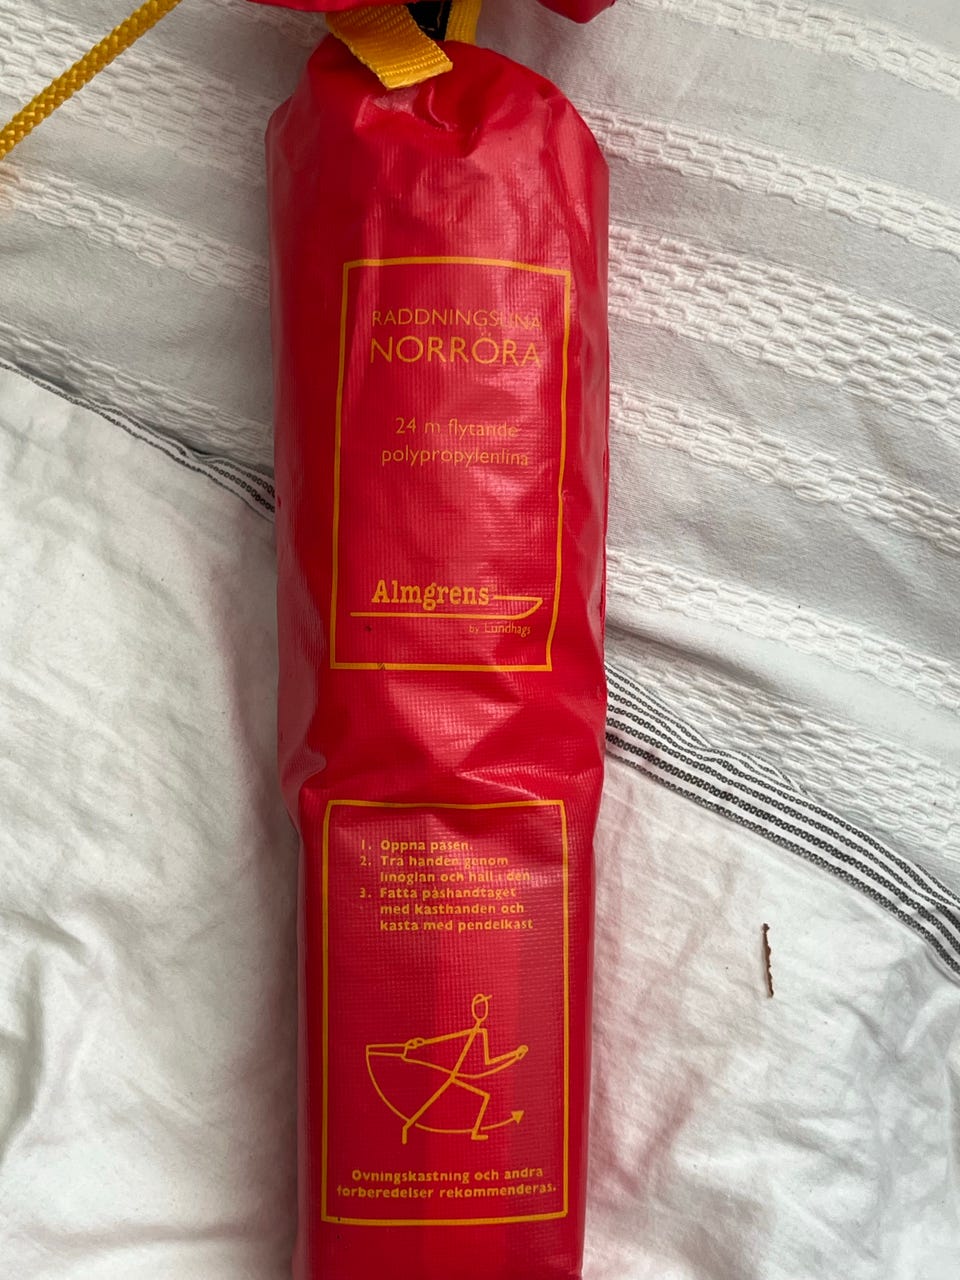 RÄDDNINGSLINA
NORRÖRA
24 m flytande
polypropylenlina
Almgrens
by Lundhags
1. Öppna påsen.
2. Trä handen genom
linöglan och håll i den
3. Fatta påshandtaget
med kasthanden och
kasta med pendelkast
Övningskastning och andra
förberedelser rekommenderas.